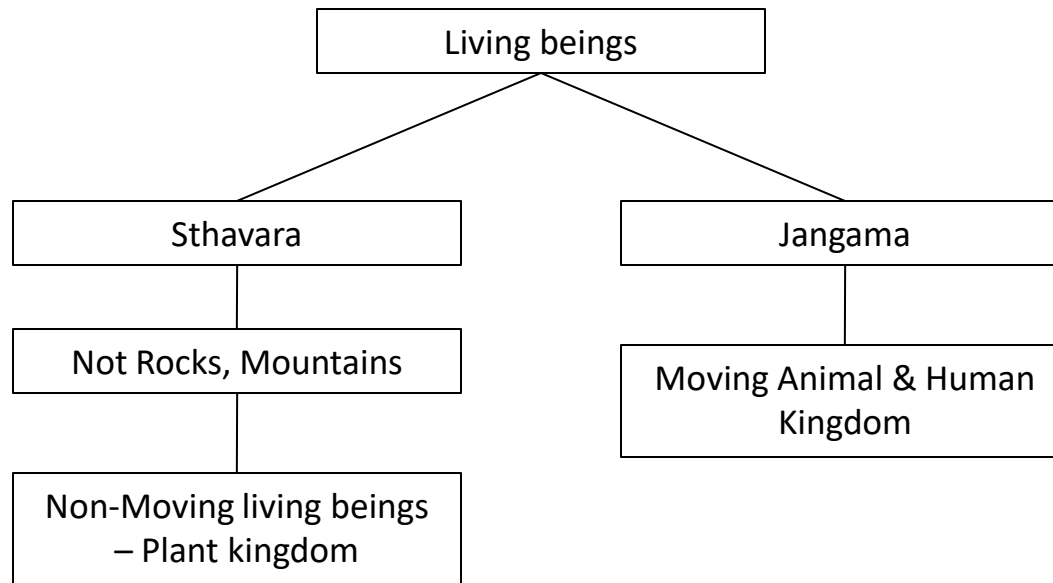 Living beings
Sthavara
Jangama
Not Rocks, Mountains
Moving Animal & Human
Kingdom
Non-Moving living beings
– Plant kingdom